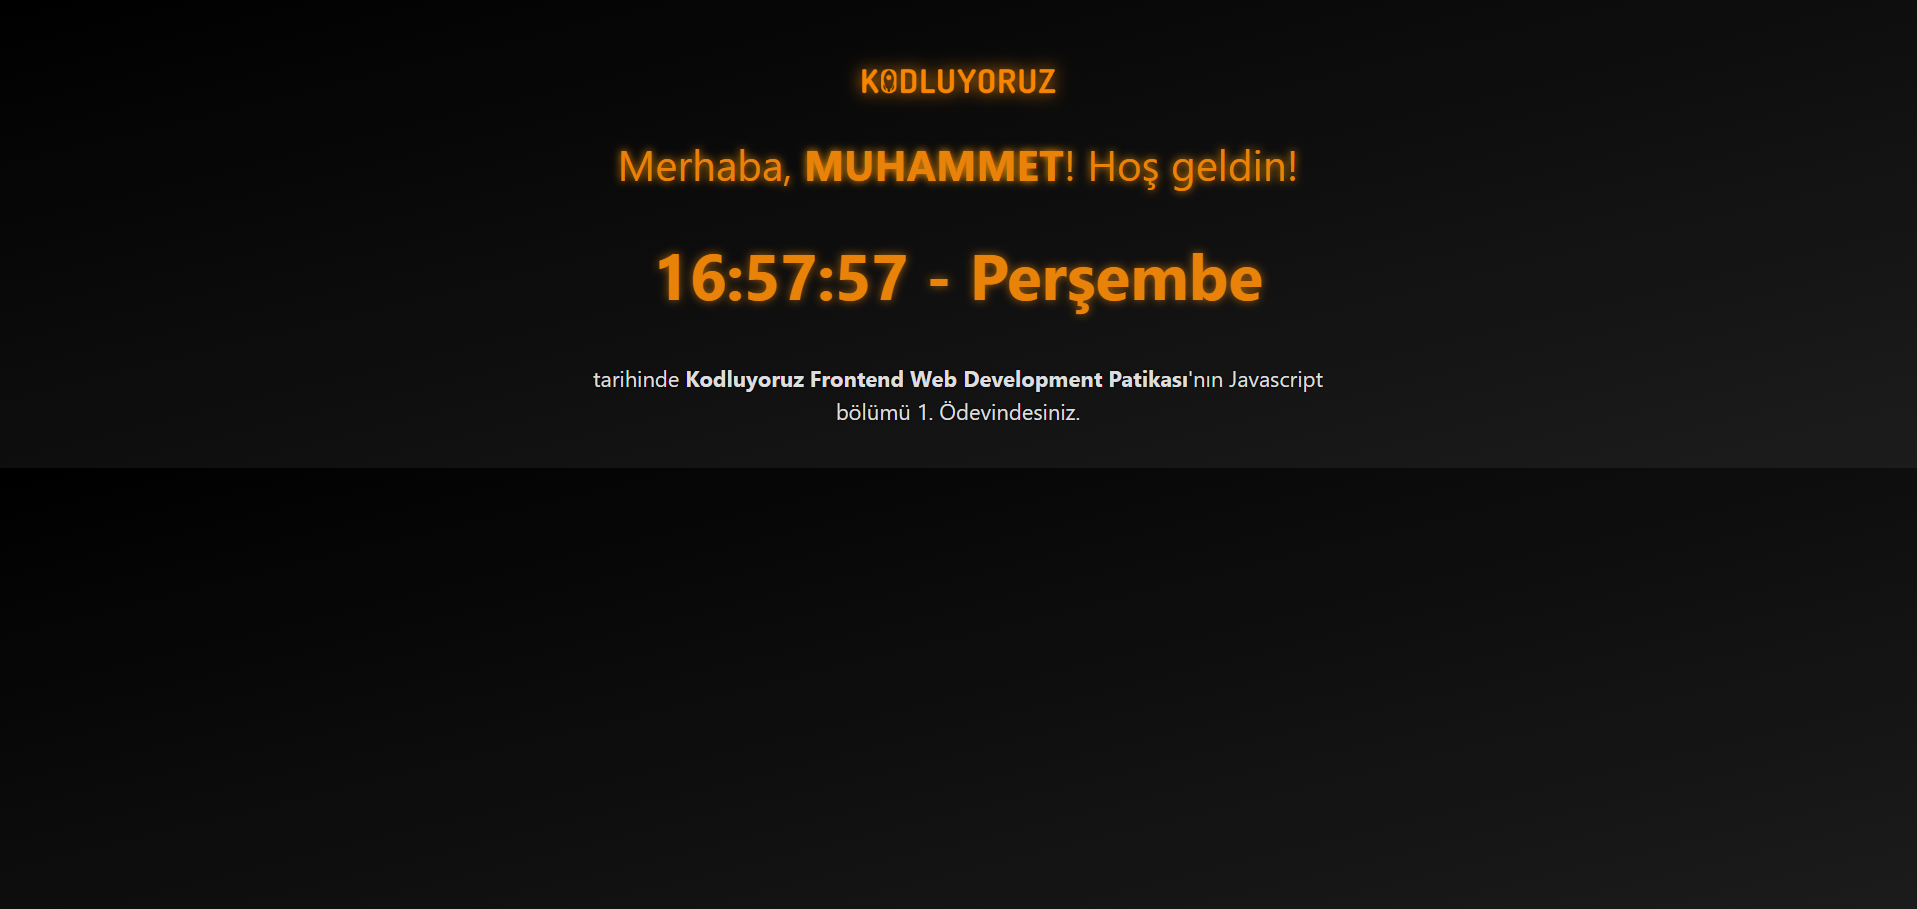 KODLUYORUZ
Merhaba, MUHAMMET! Hoş geldin!
16:57:57 - Perşembe
tarihinde Kodluyoruz Frontend Web Development Patikası'nın Javascript
bölümü 1. Ödevindesiniz.